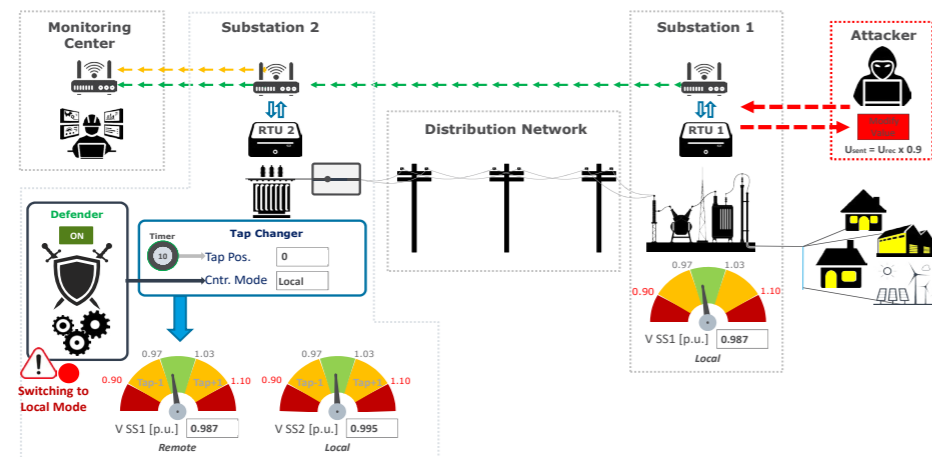 Monitoring
Center
Substation 2
Substation 1
Attacker
RTU 2
RTU 1
Usent = Urec x 0.9
Distribution Network
Defender
ON
Timer
10
Tap Changer
Tap Pos.
0
Cntr. Mode
Local
Switching to
Local Mode
0.90
0.97
1.03
1.10
Tap-1
Tap+1
V SS1 [p.u.]
0.987
Remote
0.90
0.97
1.03
1.10
Tap-1
Tap+1
V SS2 [p.u.]
0.995
Local
0.90
0.97
1.03
1.10
V SS1 [p.u.]
0.987
Local